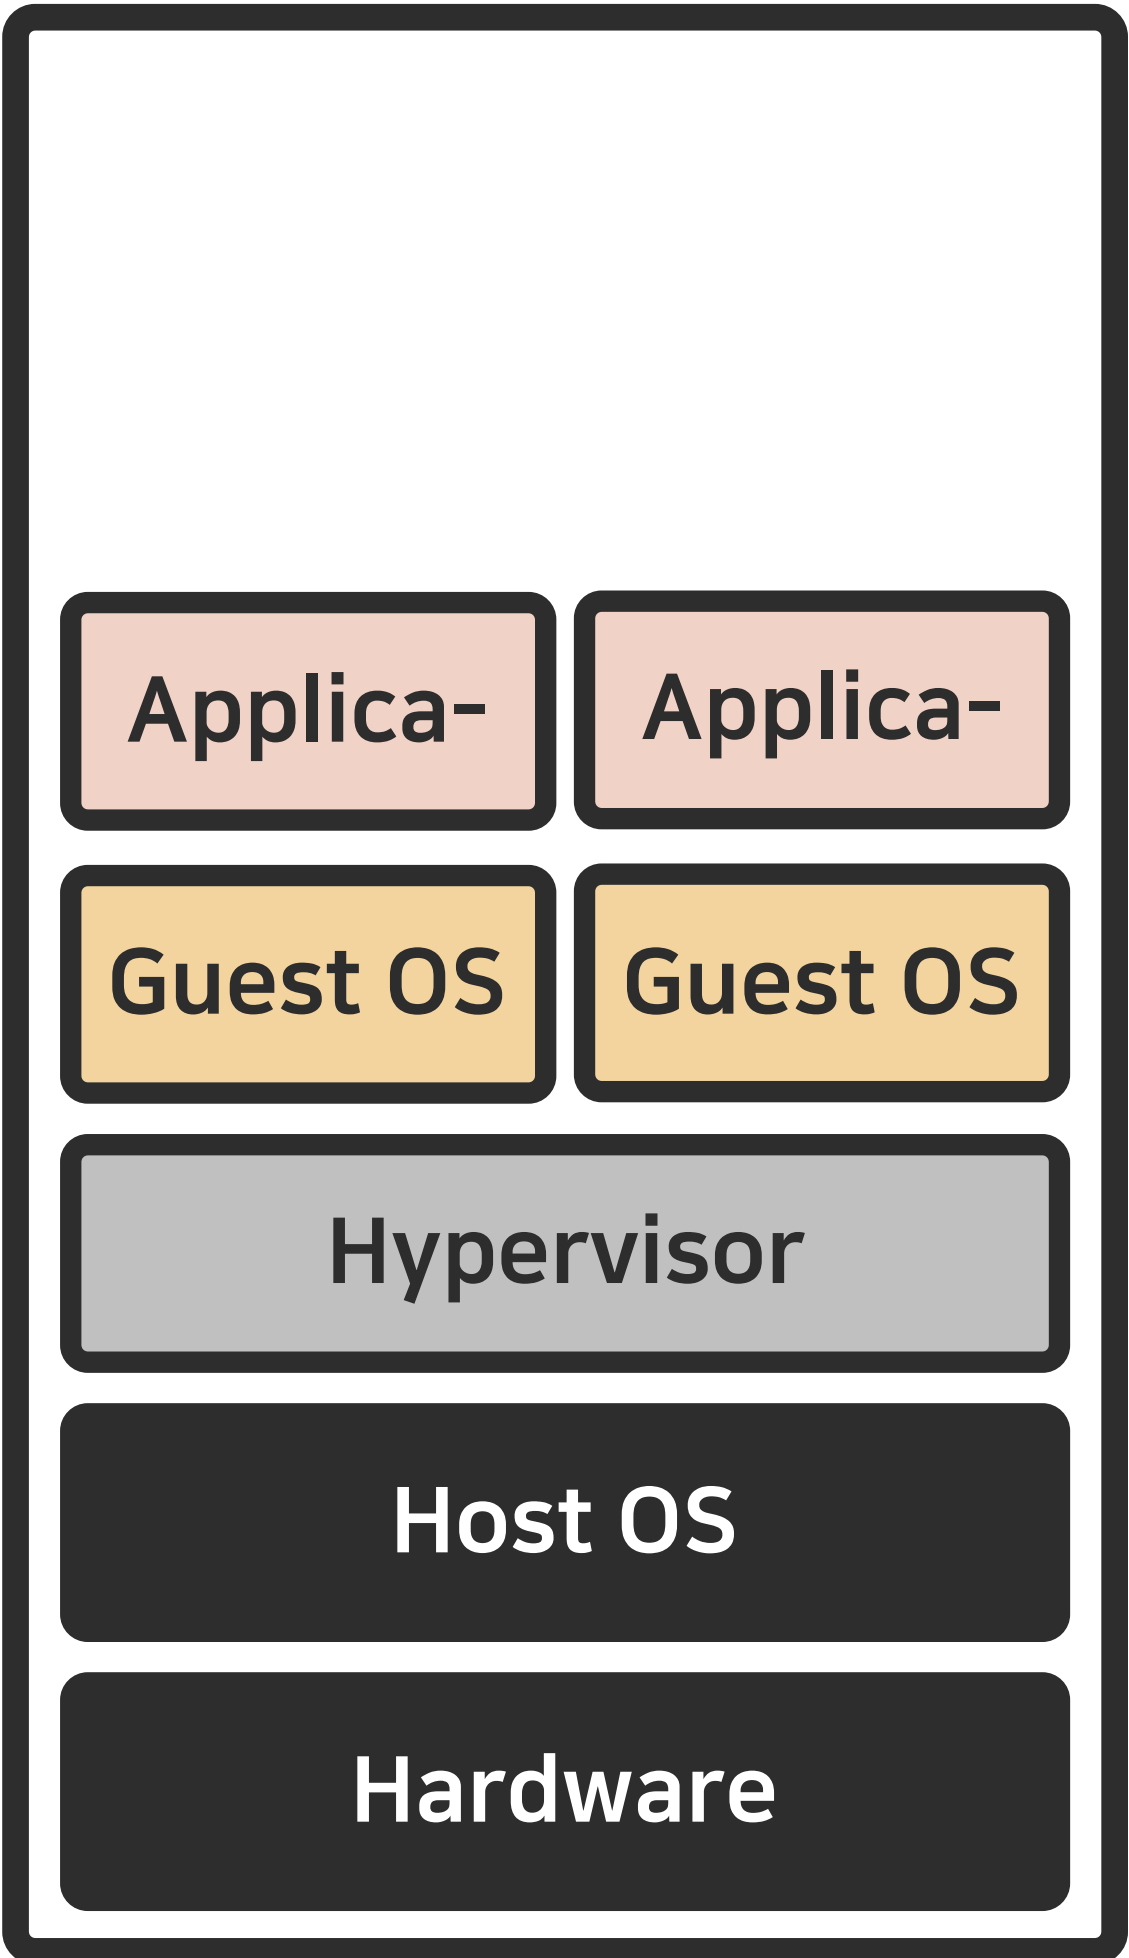 Applica- Applica-
Guest OS Guest OS
Hypervisor
Host OS
Hardware